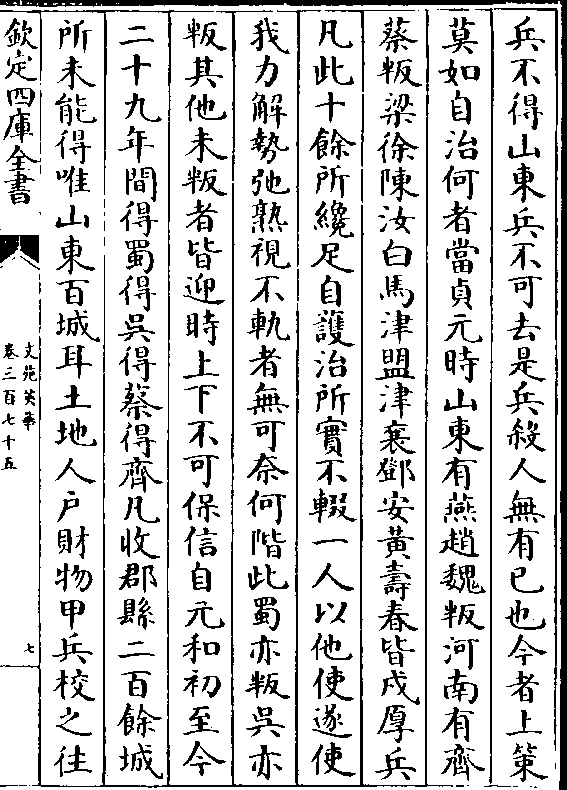 兵不得山東兵不可去是兵殺人無有已也今者上策
莫如自治何者當貞元時山東有燕趙魏叛河南有齊
蔡叛梁徐陳汝白馬津盟津襄鄧安黃壽春皆戍厚兵
凡此十餘所纔足自護治所實不輟一人以他使遂使
我力解勢弛熟視不軌者無可奈何階此蜀亦叛吳亦
叛其他未叛者皆迎時上下不可保信自元和初至今
二十九年間得蜀得吳得蔡得齊凡收郡縣二百餘城
所未能得唯山東百城耳土地人戶財物甲兵校之往
欽定四庫全書
文苑英華
卷三百七十五
七